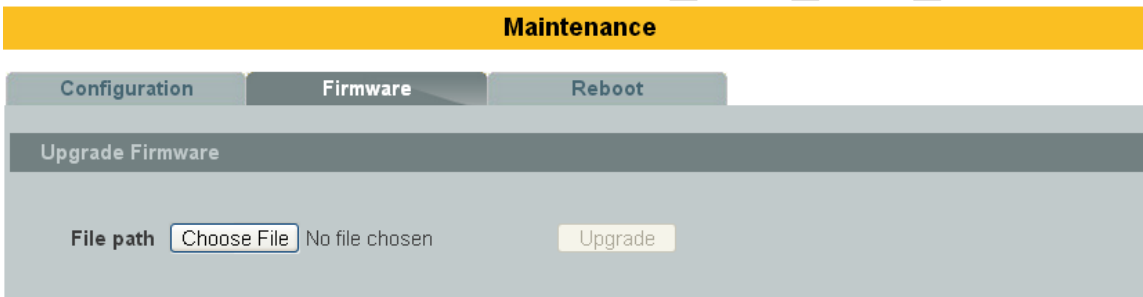 Maintenance
Configuration Firmware Reboot
Upgrade Firmware
File path Choose File No file chosen Upgrade